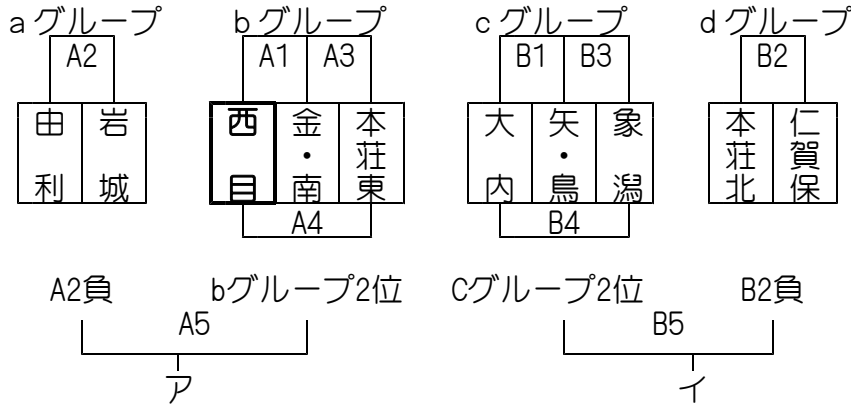 aグループ bグループ cグループ dグループ
A2 A1 A3 B1 B3 B2
由利 岩城 西目 金・南 本荘東 大内 矢・鳥 象潟 本荘北 仁賀保
A4 B4
A2負 bグループ2位 Cグループ2位 B2負
A5 B5
ア イ